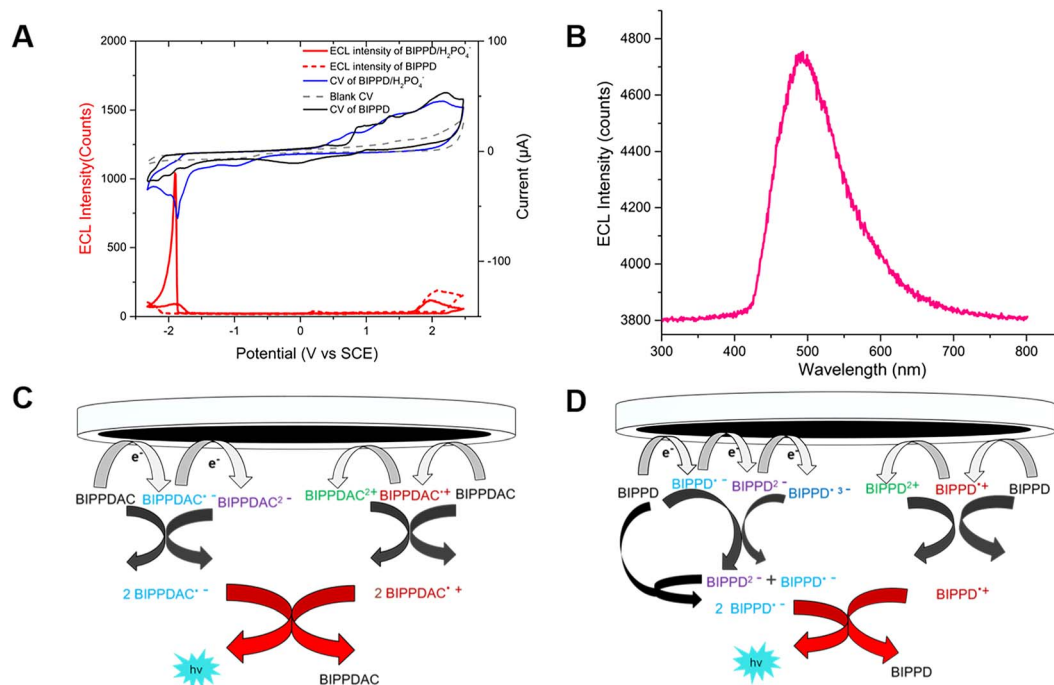 A
2000
1500
1000
500
0
ECL Intensity(Counts)
100
0
-100
Current (µA)
ECL intensity of BIPPD/H₂PO₄⁻
ECL intensity of BIPPD
CV of BIPPD/H₂PO₄⁻
Blank CV
CV of BIPPD
-2 -1 0 1 2
Potential (V vs SCE)
B
4800
4600
4400
4200
4000
3800
ECL Intensity (counts)
300 400 500 600 700 800
Wavelength (nm)
C
e⁻ e⁻
BIPPDAC BIPPDAC•⁻ BIPPDAC²⁻ BIPPDAC²⁺ BIPPDAC•⁺ BIPPDAC
2 BIPPDAC•⁻ 2 BIPPDAC•⁺
hν
BIPPDAC
D
e⁻ e⁻ e⁻
BIPPD BIPPD•⁻ BIPPD²⁻ BIPPD•³⁻ BIPPD²⁺ BIPPD•⁺ BIPPD
BIPPD²⁻ + BIPPD•⁻
2 BIPPD•⁻ BIPPD•⁺
hν
BIPPD